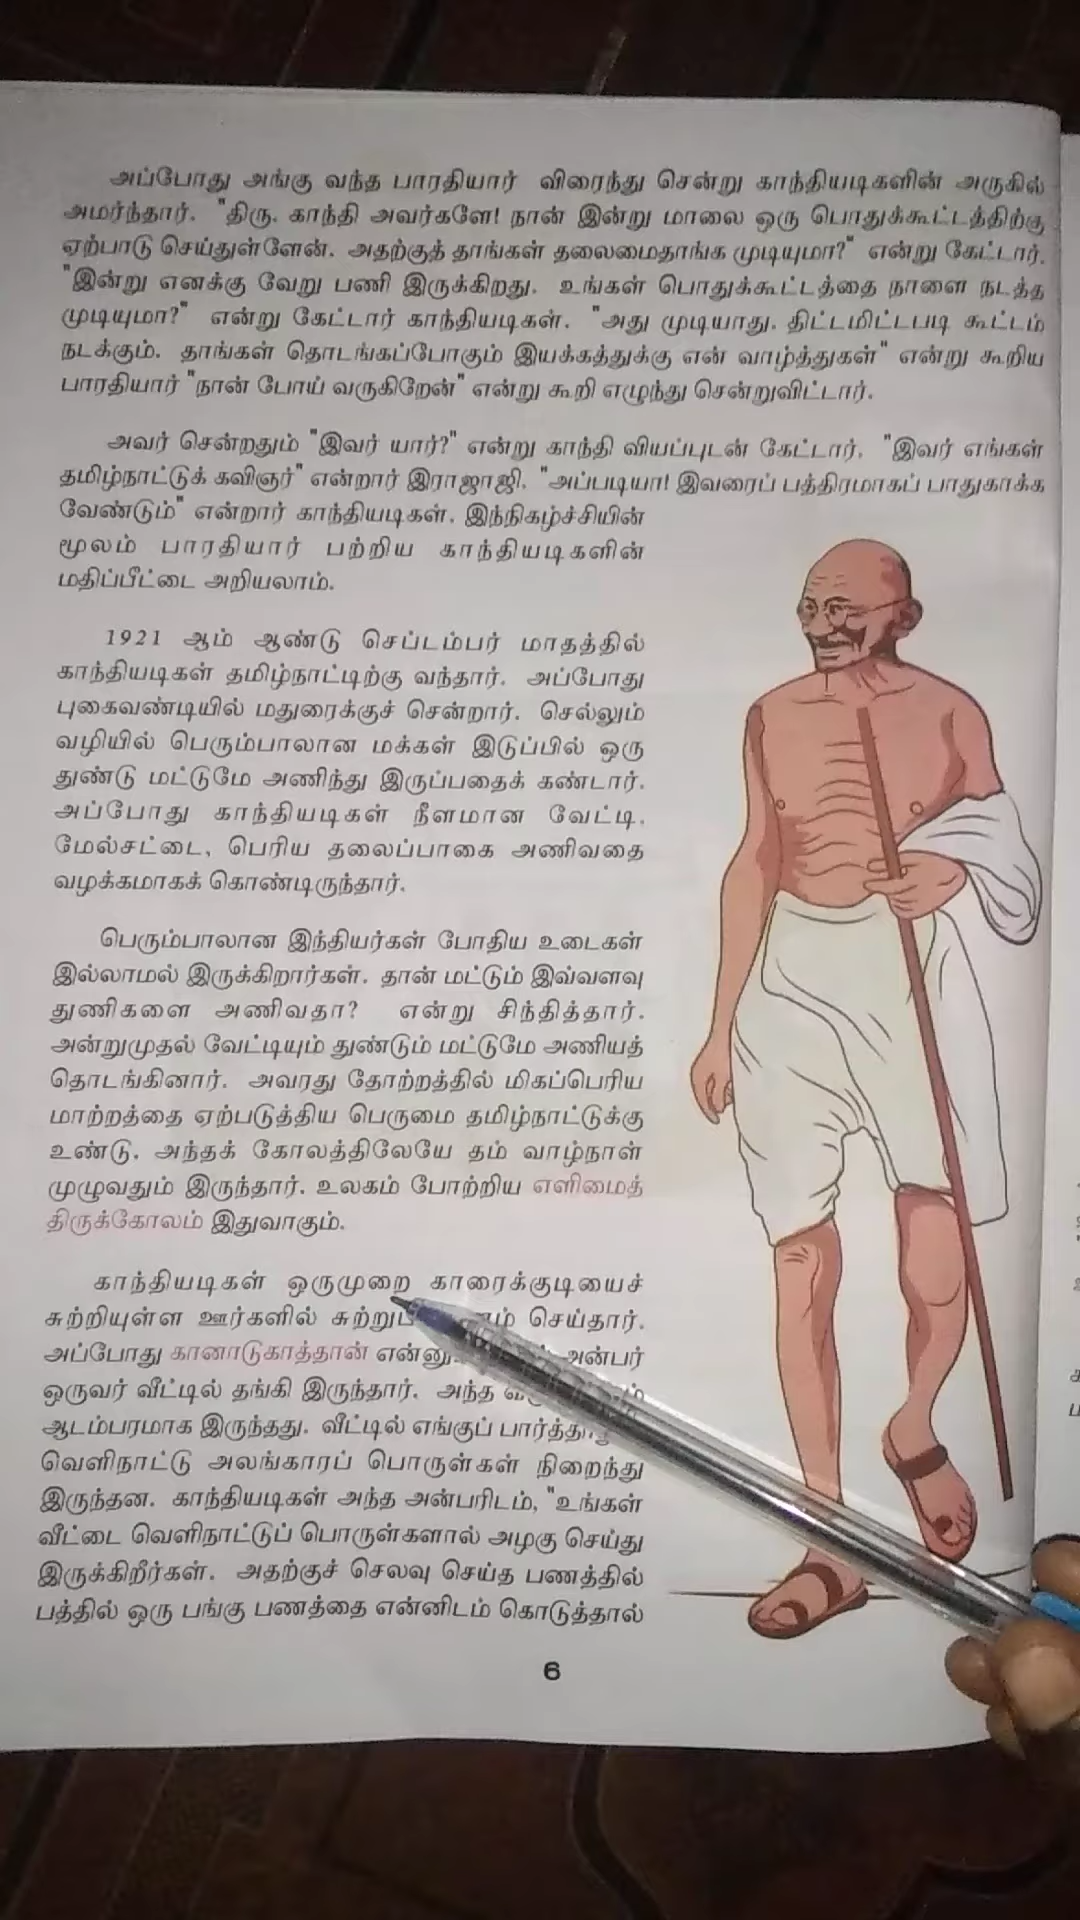 அப்போது அங்கு வந்த பாரதியார் விரைந்து சென்று காந்தியடிகளின் அருகில்
அமர்ந்தார். "திரு. காந்தி அவர்களே! நான் இன்று மாலை ஒரு பொதுக்கூட்டத்திற்கு
ஏற்பாடு செய்துள்ளேன். அதற்குத் தாங்கள் தலைமைதாங்க முடியுமா?" என்று கேட்டார்.
"இன்று எனக்கு வேறு பணி இருக்கிறது. உங்கள் பொதுக்கூட்டத்தை நாளை நடத்த
முடியுமா?" என்று கேட்டார் காந்தியடிகள். "அது முடியாது. திட்டமிட்டபடி கூட்டம்
நடக்கும். தாங்கள் தொடங்கப்போகும் இயக்கத்துக்கு என் வாழ்த்துகள்" என்று கூறிய
பாரதியார் "நான் போய் வருகிறேன்" என்று கூறி எழுந்து சென்றுவிட்டார்.
அவர் சென்றதும் "இவர் யார்?" என்று காந்தி வியப்புடன் கேட்டார். "இவர் எங்கள்
தமிழ்நாட்டுக் கவிஞர்" என்றார் இராஜாஜி. "அப்படியா! இவரைப் பத்திரமாகப் பாதுகாக்க
வேண்டும்" என்றார் காந்தியடிகள். இந்நிகழ்ச்சியின்
மூலம் பாரதியார் பற்றிய காந்தியடிகளின்
மதிப்பீட்டை அறியலாம்.
1921 ஆம் ஆண்டு செப்டம்பர் மாதத்தில்
காந்தியடிகள் தமிழ்நாட்டிற்கு வந்தார். அப்போது
புகைவண்டியில் மதுரைக்குச் சென்றார். செல்லும்
வழியில் பெரும்பாலான மக்கள் இடுப்பில் ஒரு
துண்டு மட்டுமே அணிந்து இருப்பதைக் கண்டார்.
அப்போது காந்தியடிகள் நீளமான வேட்டி,
மேல்சட்டை, பெரிய தலைப்பாகை அணிவதை
வழக்கமாகக் கொண்டிருந்தார்.
பெரும்பாலான இந்தியர்கள் போதிய உடைகள்
இல்லாமல் இருக்கிறார்கள். தான் மட்டும் இவ்வளவு
துணிகளை அணிவதா? என்று சிந்தித்தார்.
அன்றுமுதல் வேட்டியும் துண்டும் மட்டுமே அணியத்
தொடங்கினார். அவரது தோற்றத்தில் மிகப்பெரிய
மாற்றத்தை ஏற்படுத்திய பெருமை தமிழ்நாட்டுக்கு
உண்டு. அந்தக் கோலத்திலேயே தம் வாழ்நாள்
முழுவதும் இருந்தார். உலகம் போற்றிய எளிமைத்
திருக்கோலம் இதுவாகும்.
காந்தியடிகள் ஒருமுறை காரைக்குடியைச்
சுற்றியுள்ள ஊர்களில் செய்தார்.
அப்போது கானாடுகாத்தான் அன்பர்
ஒருவர் வீட்டில் தங்கி இருந்தார். அந்த
ஆடம்பரமாக இருந்தது. வீட்டில் எங்குப்
வெளிநாட்டு அலங்காரப் பொருள்கள் நிறைந்து
இருந்தன. காந்தியடிகள் அந்த அன்பரிடம், "உங்கள்
வீட்டை வெளிநாட்டுப் பொருள்களால் அழகு செய்து
இருக்கிறீர்கள். அதற்குச் செலவு செய்த பணத்தில்
பத்தில் ஒரு பங்கு பணத்தை என்னிடம் கொடுத்தால்
6